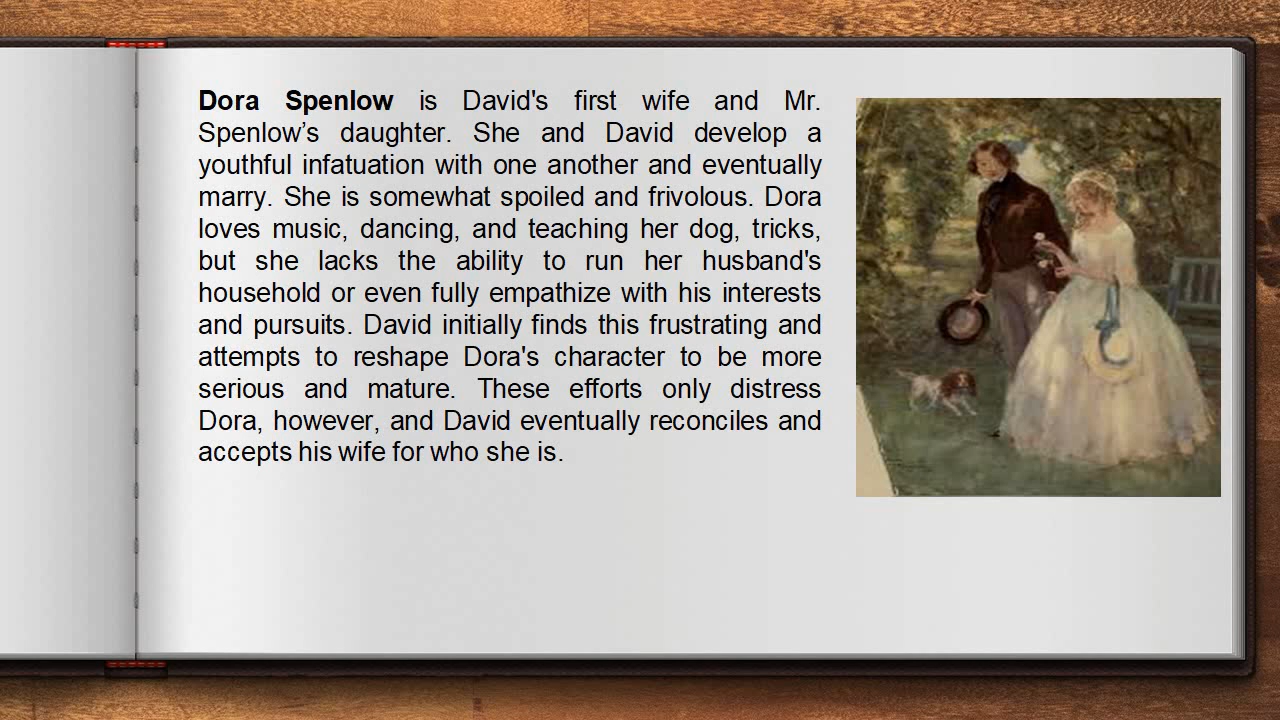 Dora Spenlow is David's first wife and Mr.
Spenlow’s daughter. She and David develop a
youthful infatuation with one another and eventually
marry. She is somewhat spoiled and frivolous. Dora
loves music, dancing, and teaching her dog, tricks,
but she lacks the ability to run her husband's
household or even fully empathize with his interests
and pursuits. David initially finds this frustrating and
attempts to reshape Dora's character to be more
serious and mature. These efforts only distress
Dora, however, and David eventually reconciles and
accepts his wife for who she is.